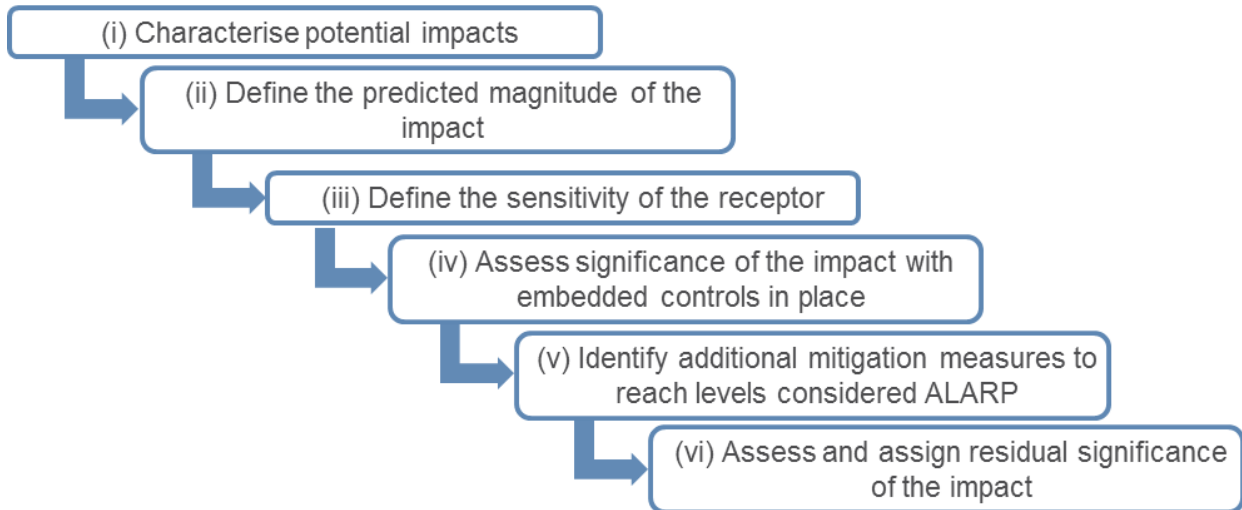 (i) Characterise potential impacts
(ii) Define the predicted magnitude of the
impact
(iii) Define the sensitivity of the receptor
(iv) Assess significance of the impact with
embedded controls in place
(v) Identify additional mitigation measures to
reach levels considered ALARP
(vi) Assess and assign residual significance
of the impact